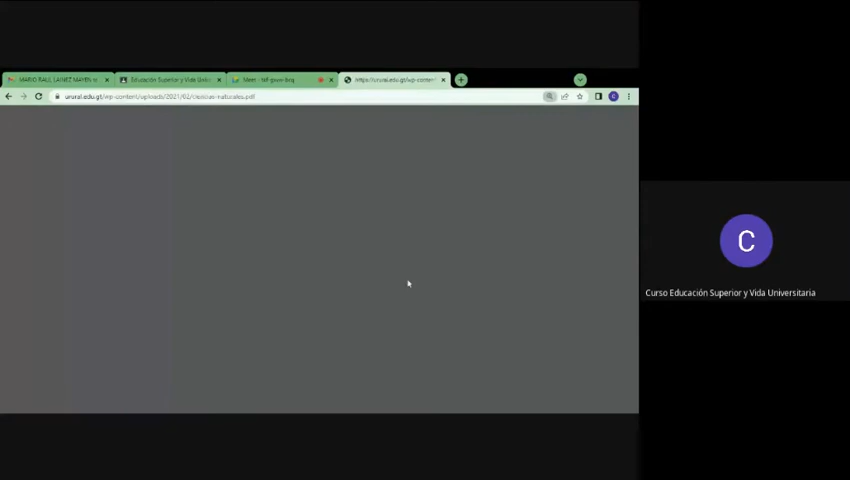 MARIO RAUL LAINEZ MAYEN
Educación Superior y Vida Univer
Meet -
https://urural.edu.gt/wp-content
urural.edu.gt/wp-content/uploads/2021/02/ciencias-naturales.pdf
C
C
Curso Educación Superior y Vida Universitaria